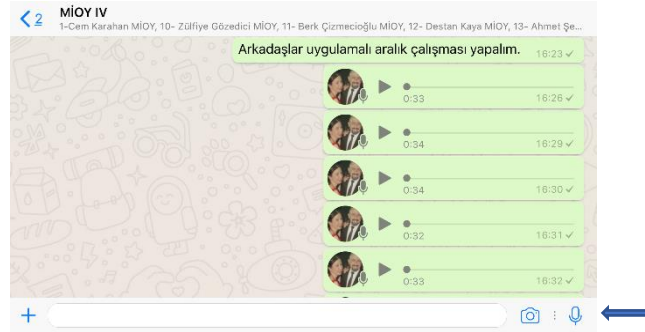 2
MİOY IV
1-Cem Karahan MİOY, 10- Zülfiye Gözedici MİOY, 11- Berk Çizmecioğlu MİOY, 12- Destan Kaya MİOY, 13- Ahmet Şe...
Arkadaşlar uygulamalı aralık çalışması yapalım. 16:23
0:33 16:26
0:34 16:29
0:34 16:30
0:32 16:31
0:33 16:32